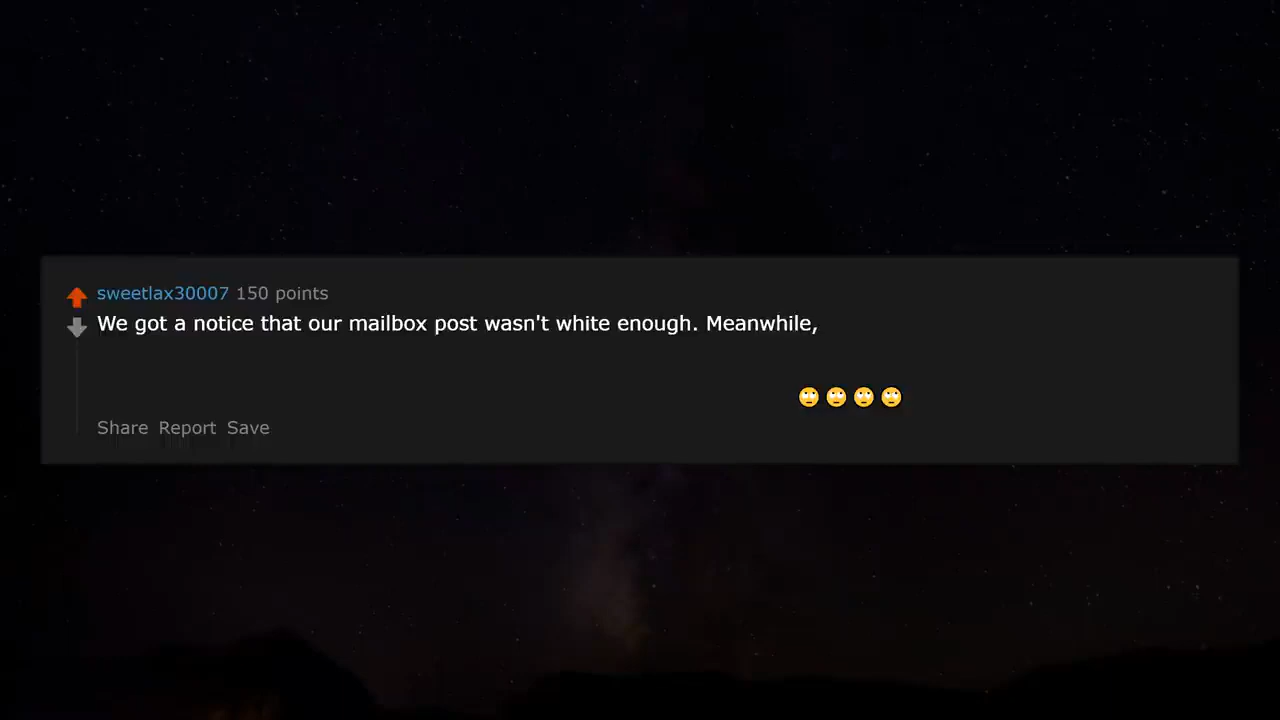 sweetlax30007 150 points
We got a notice that our mailbox post wasn't white enough. Meanwhile,
🙄🙄🙄🙄
Share Report Save